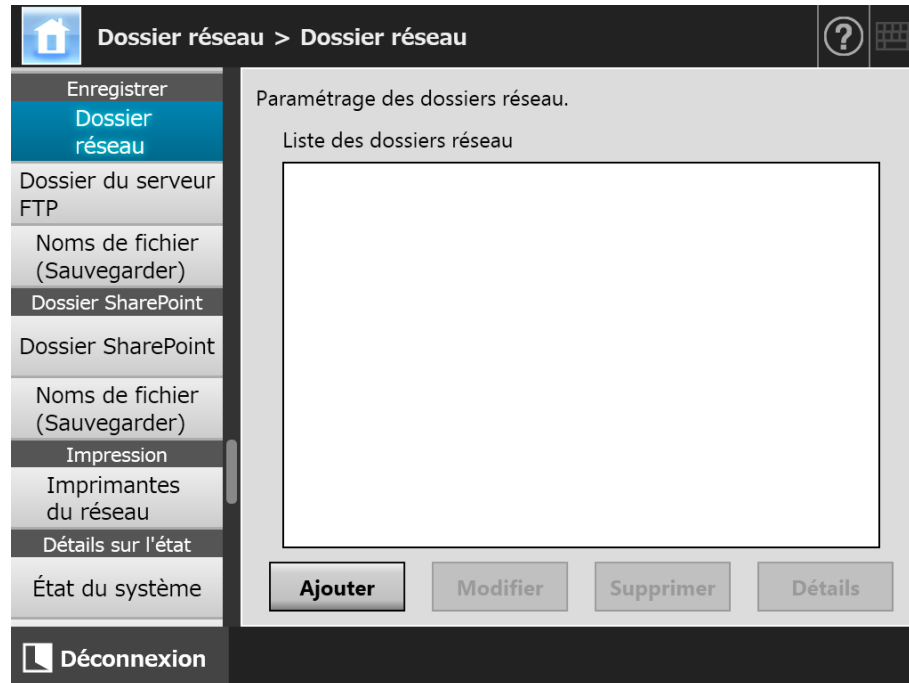 Dossier réseau > Dossier réseau
?
Enregistrer
Dossier
réseau
Dossier du serveur
FTP
Noms de fichier
(Sauvegarder)
Dossier SharePoint
Dossier SharePoint
Noms de fichier
(Sauvegarder)
Impression
Imprimantes
du réseau
Détails sur l'état
État du système
Paramétrage des dossiers réseau.
Liste des dossiers réseau
Ajouter
Modifier
Supprimer
Détails
Déconnexion